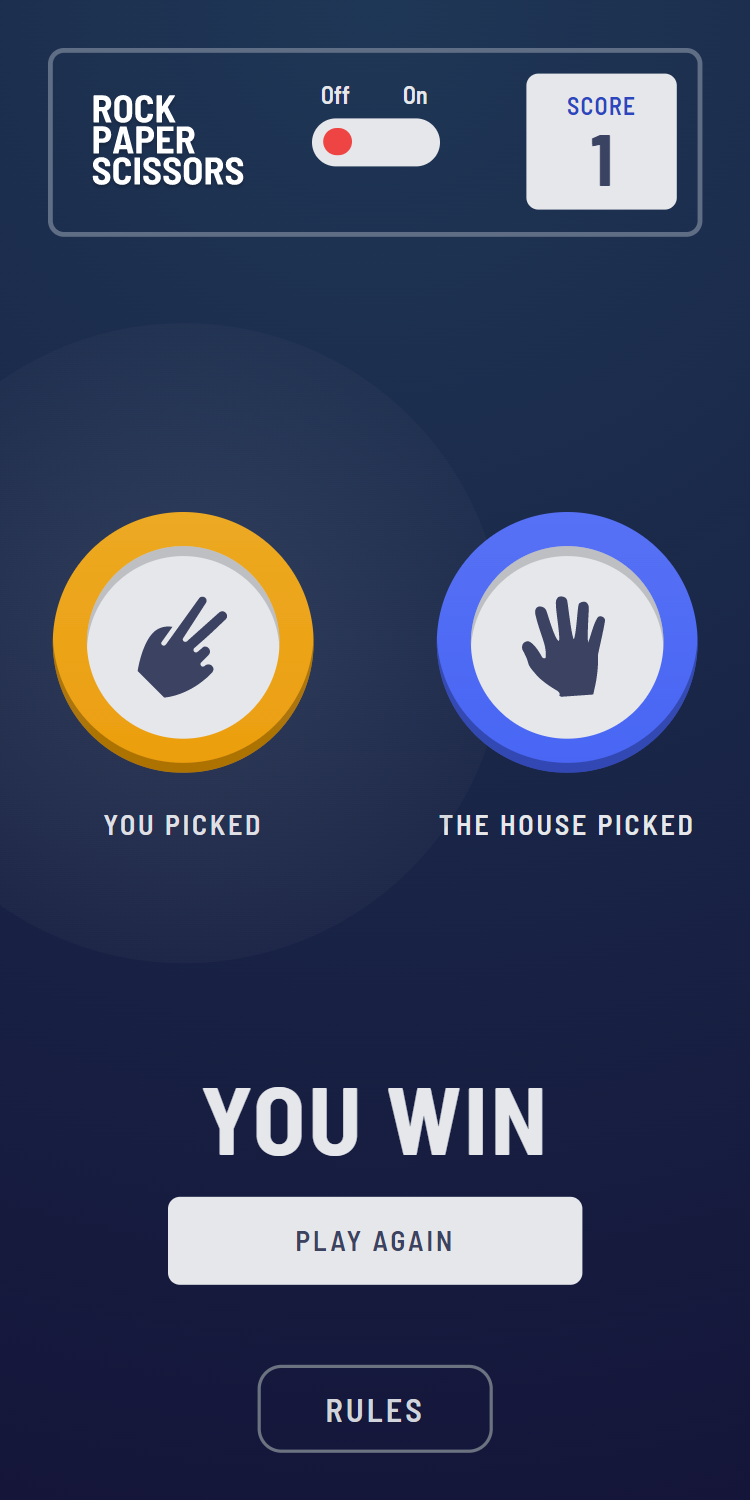 ROCK
PAPER
SCISSORS
Off On
SCORE
1
YOU PICKED
THE HOUSE PICKED
YOU WIN
PLAY AGAIN
RULES